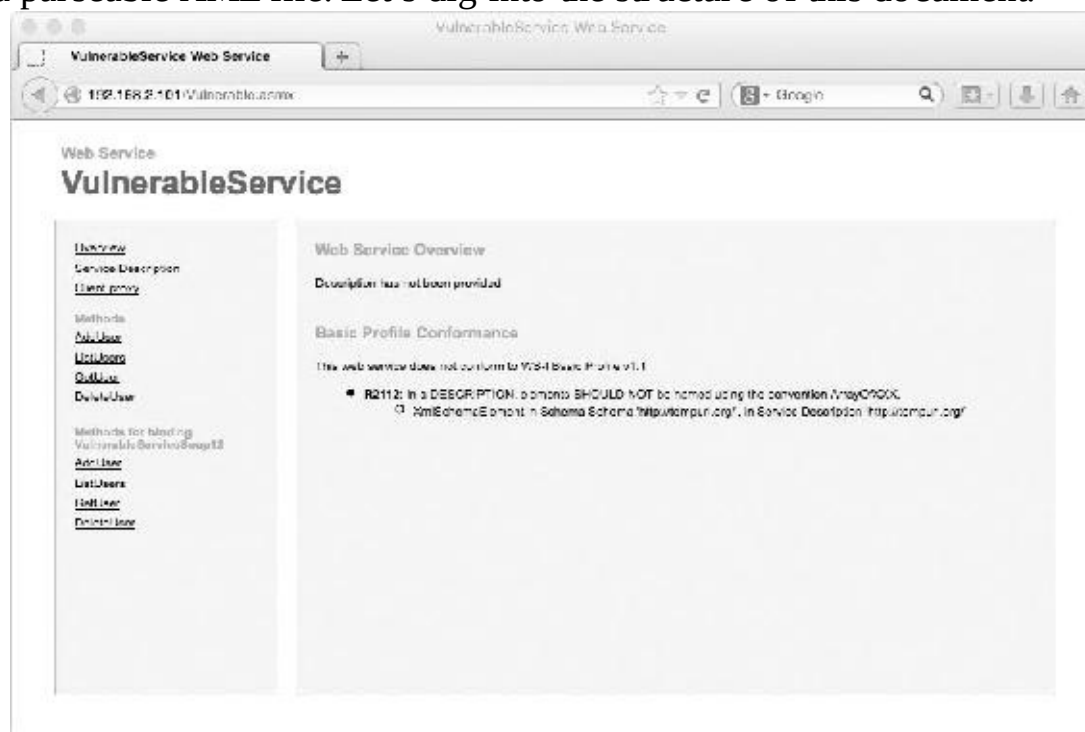 a parseable XML file. Let's dig into the structure of this document.
VulnerableService Web Service
VulnerableService Web Service
192.168.2.101/Vulnerable.asmx
Google
Web Service
VulnerableService
Overview
Service Description
Client proxy
Methods
AddUser
ListUsers
GetUser
DeleteUser
Methods for binding
VulnerableServiceSoap12
AddUser
ListUsers
GetUser
DeleteUser
Web Service Overview
Description has not been provided
Basic Profile Conformance
This web service does not conform to WS-I Basic Profile v1.1
R2112: In a DESCRIPTION, elements SHOULD NOT be named using the convention ArrayOfXXX.
XmlSchemaElement in Schema Schema 'http://tempuri.org/', in Service Description 'http://tempuri.org/'